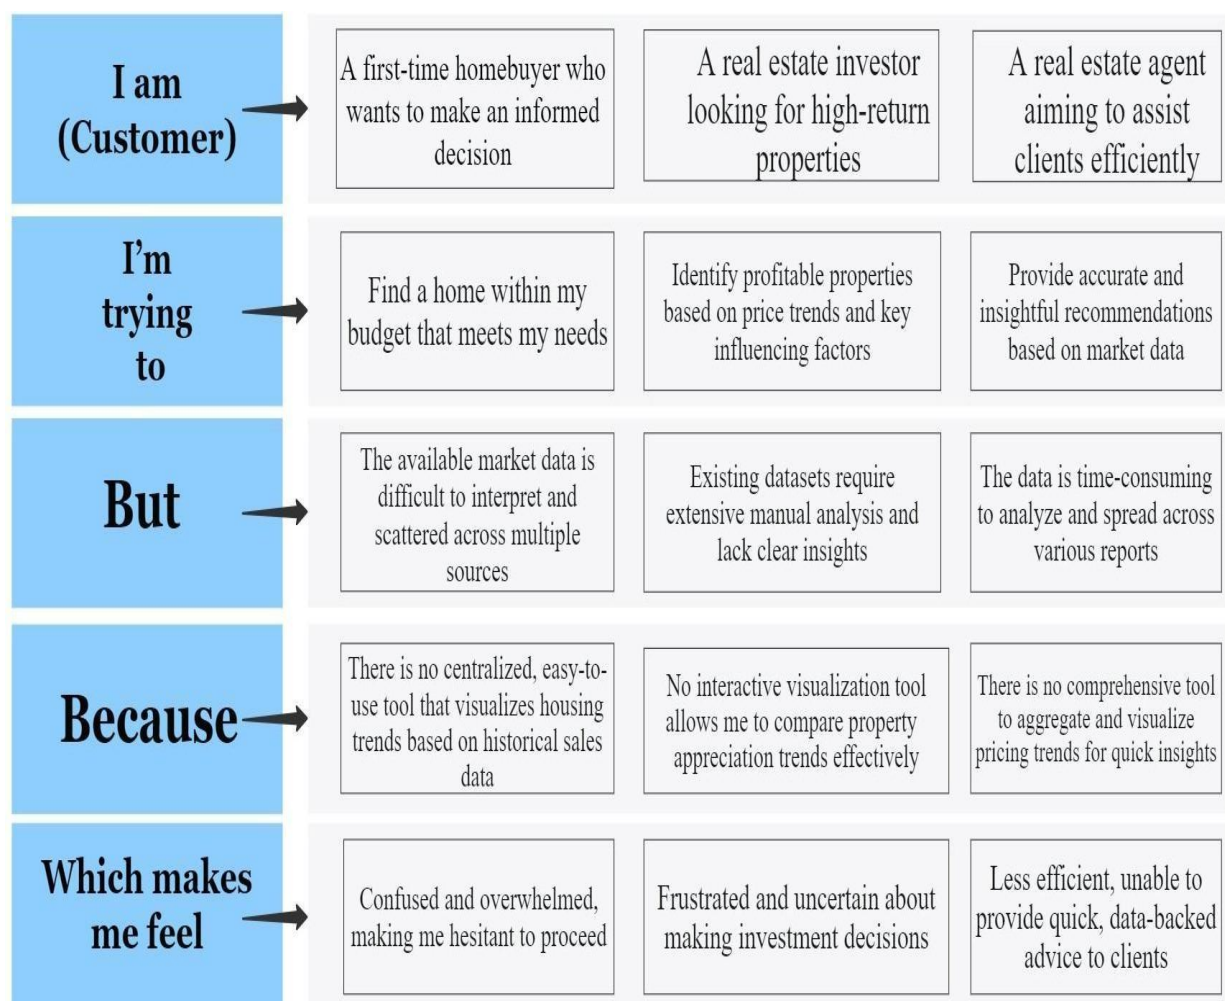 I am
(Customer)
A first-time homebuyer who
wants to make an informed
decision
A real estate investor
looking for high-return
properties
A real estate agent
aiming to assist
clients efficiently
I’m
trying
to
Find a home within my
budget that meets my needs
Identify profitable properties
based on price trends and key
influencing factors
Provide accurate and
insightful recommendations
based on market data
But
The available market data is
difficult to interpret and
scattered across multiple
sources
Existing datasets require
extensive manual analysis and
lack clear insights
The data is time-consuming
to analyze and spread across
various reports
Because
There is no centralized, easy-to-
use tool that visualizes housing
trends based on historical sales
data
No interactive visualization tool
allows me to compare property
appreciation trends effectively
There is no comprehensive tool
to aggregate and visualize
pricing trends for quick insights
Which makes
me feel
Confused and overwhelmed,
making me hesitant to proceed
Frustrated and uncertain about
making investment decisions
Less efficient, unable to
provide quick, data-backed
advice to clients